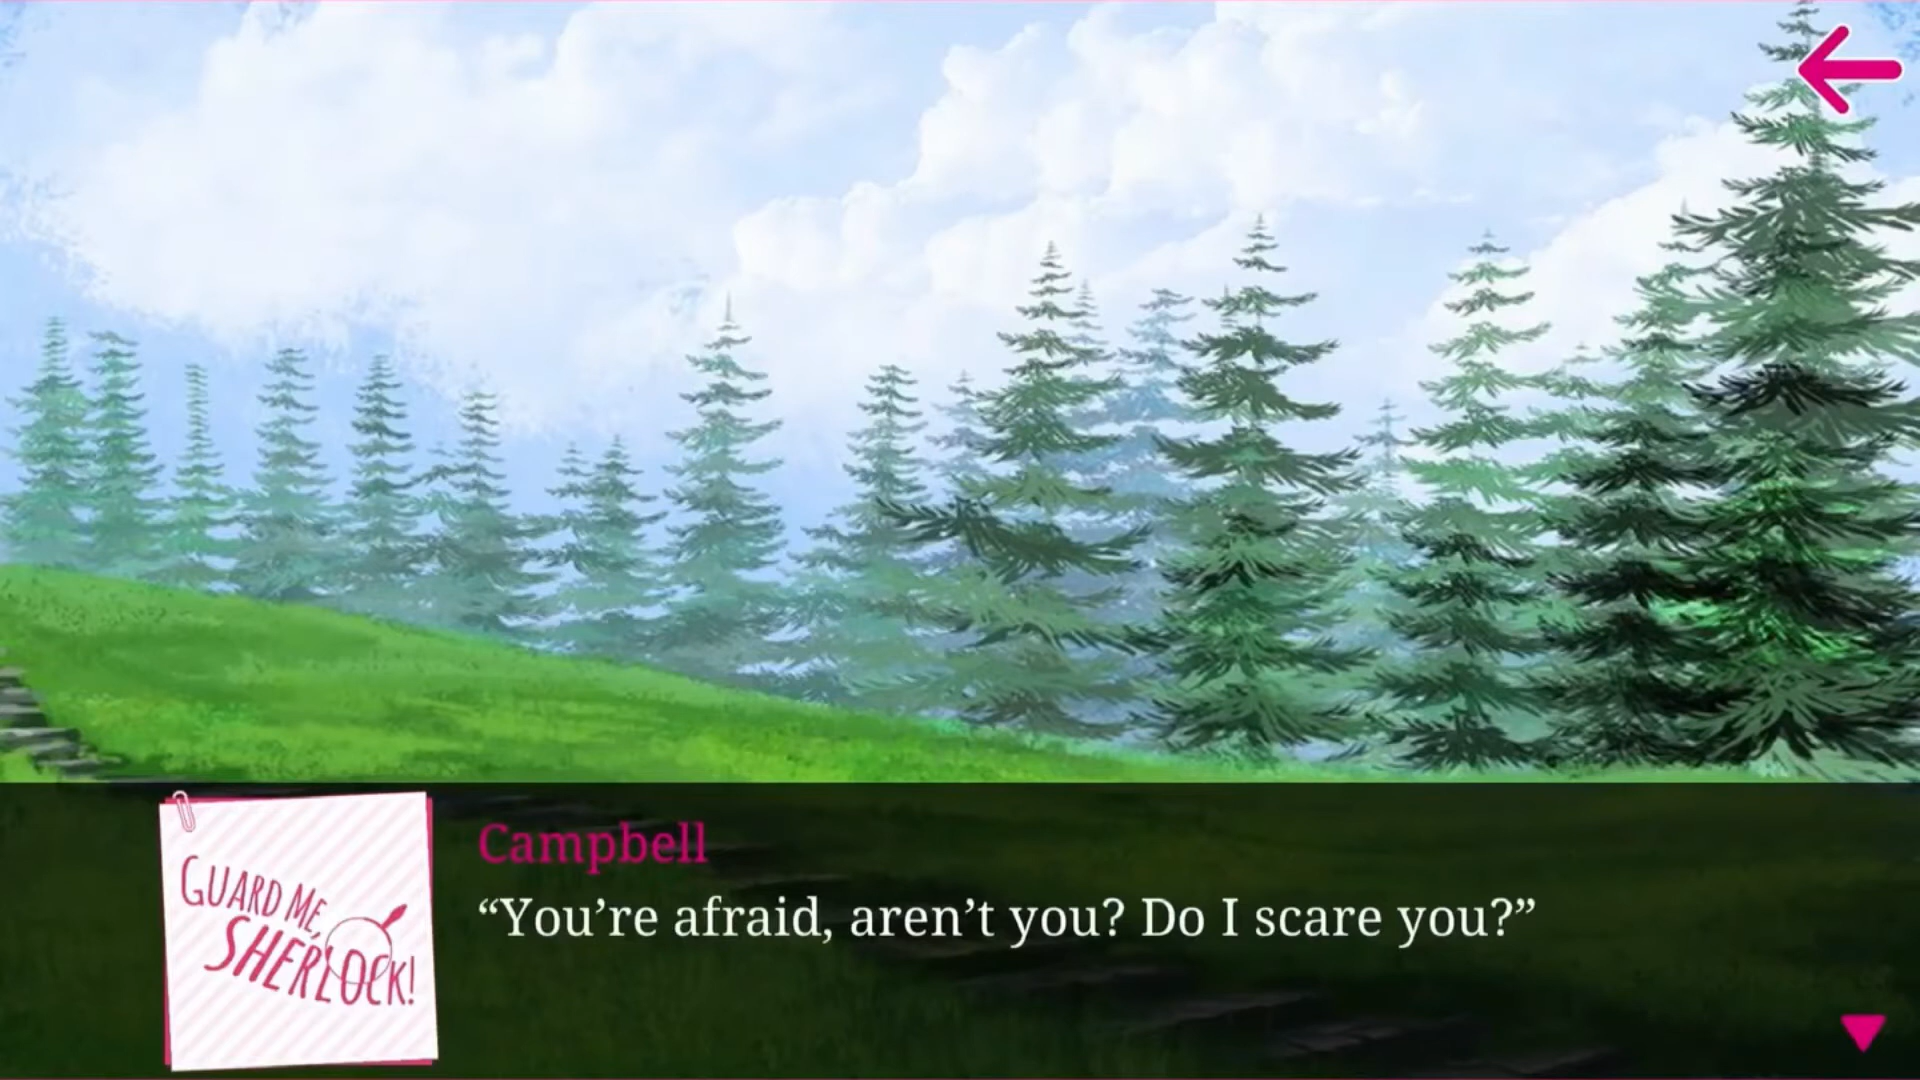 Campbell
“You’re afraid, aren’t you? Do I scare you?”
GUARD ME,
SHERLOCK!